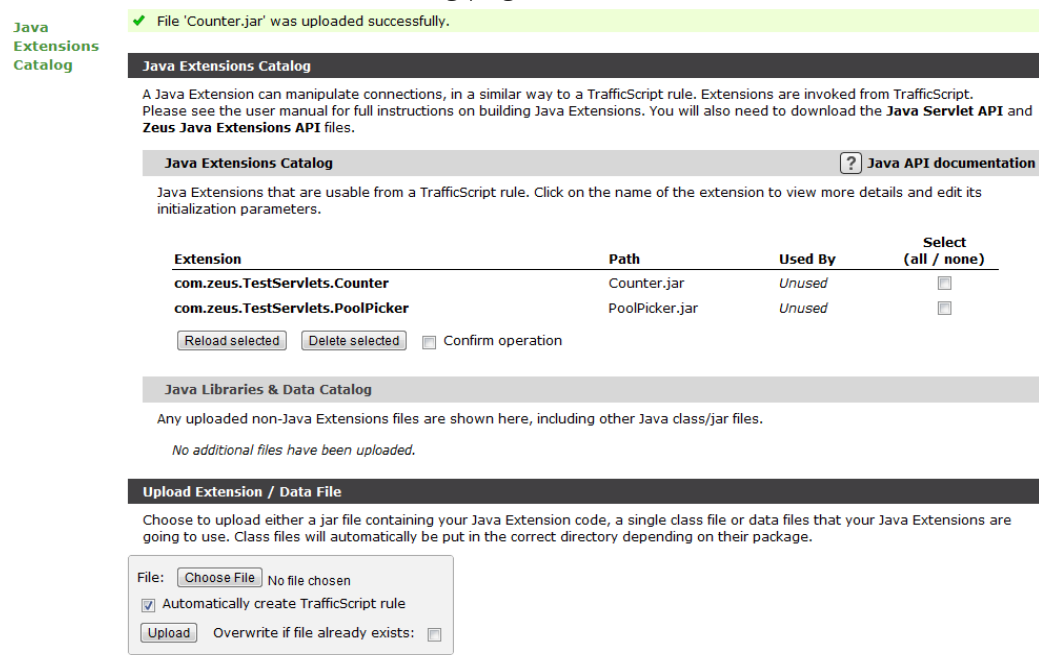 File 'Counter.jar' was uploaded successfully.
Java
Extensions
Catalog
Java Extensions Catalog
A Java Extension can manipulate connections, in a similar way to a TrafficScript rule. Extensions are invoked from TrafficScript.
Please see the user manual for full instructions on building Java Extensions. You will also need to download the Java Servlet API and
Zeus Java Extensions API files.
Java Extensions Catalog ? Java API documentation
Java Extensions that are usable from a TrafficScript rule. Click on the name of the extension to view more details and edit its
initialization parameters.
Select
Extension Path Used By (all / none)
com.zeus.TestServlets.Counter Counter.jar Unused
com.zeus.TestServlets.PoolPicker PoolPicker.jar Unused
Reload selected Delete selected Confirm operation
Java Libraries & Data Catalog
Any uploaded non-Java Extensions files are shown here, including other Java class/jar files.
No additional files have been uploaded.
Upload Extension / Data File
Choose to upload either a jar file containing your Java Extension code, a single class file or data files that your Java Extensions are
going to use. Class files will automatically be put in the correct directory depending on their package.
File: Choose File No file chosen
Automatically create TrafficScript rule
Upload Overwrite if file already exists: